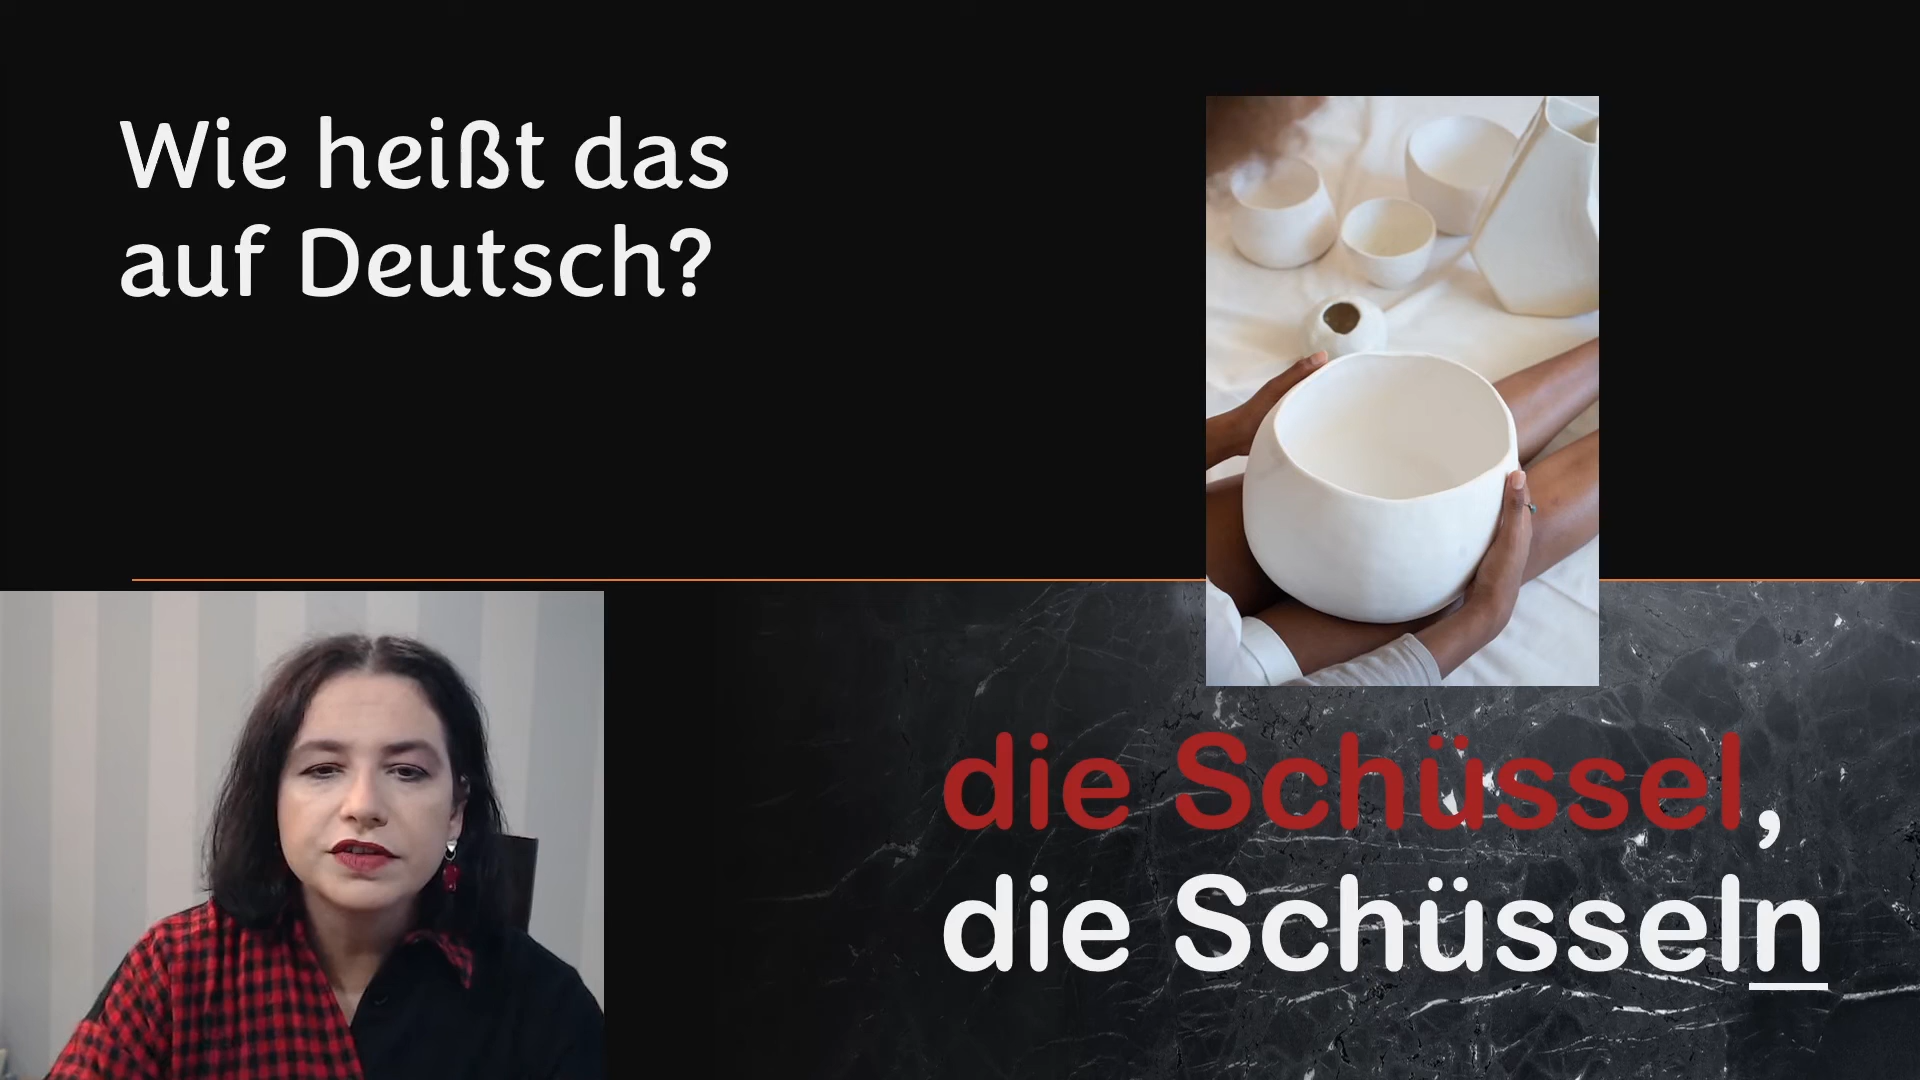 Wie heißt das
auf Deutsch?
die Schüssel,
die Schüsseln